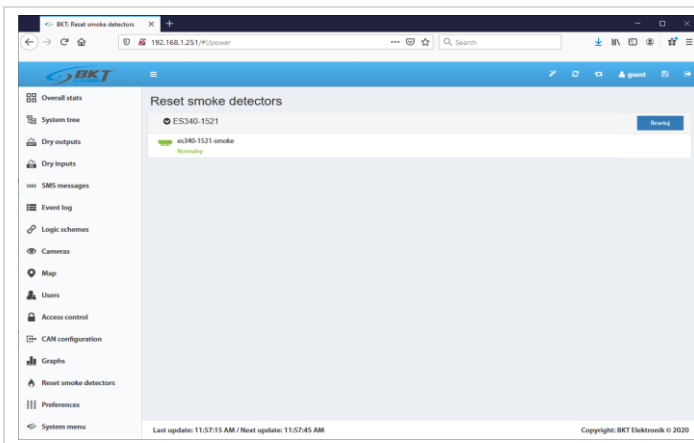 BKT: Reset smoke detectors
192.168.1.251/#!/power
Search
BKT
guest
Overall stats
System tree
Dry outputs
Dry inputs
SMS SMS messages
Event log
Logic schemes
Cameras
Map
Users
Access control
CAN configuration
Graphs
Reset smoke detectors
Preferences
System menu
Reset smoke detectors
ES340-1521
Resetuj
es340-1521-smoke
Normalny
Last update: 11:57:15 AM / Next update: 11:57:45 AM
Copyright: BKT Elektronik © 2020